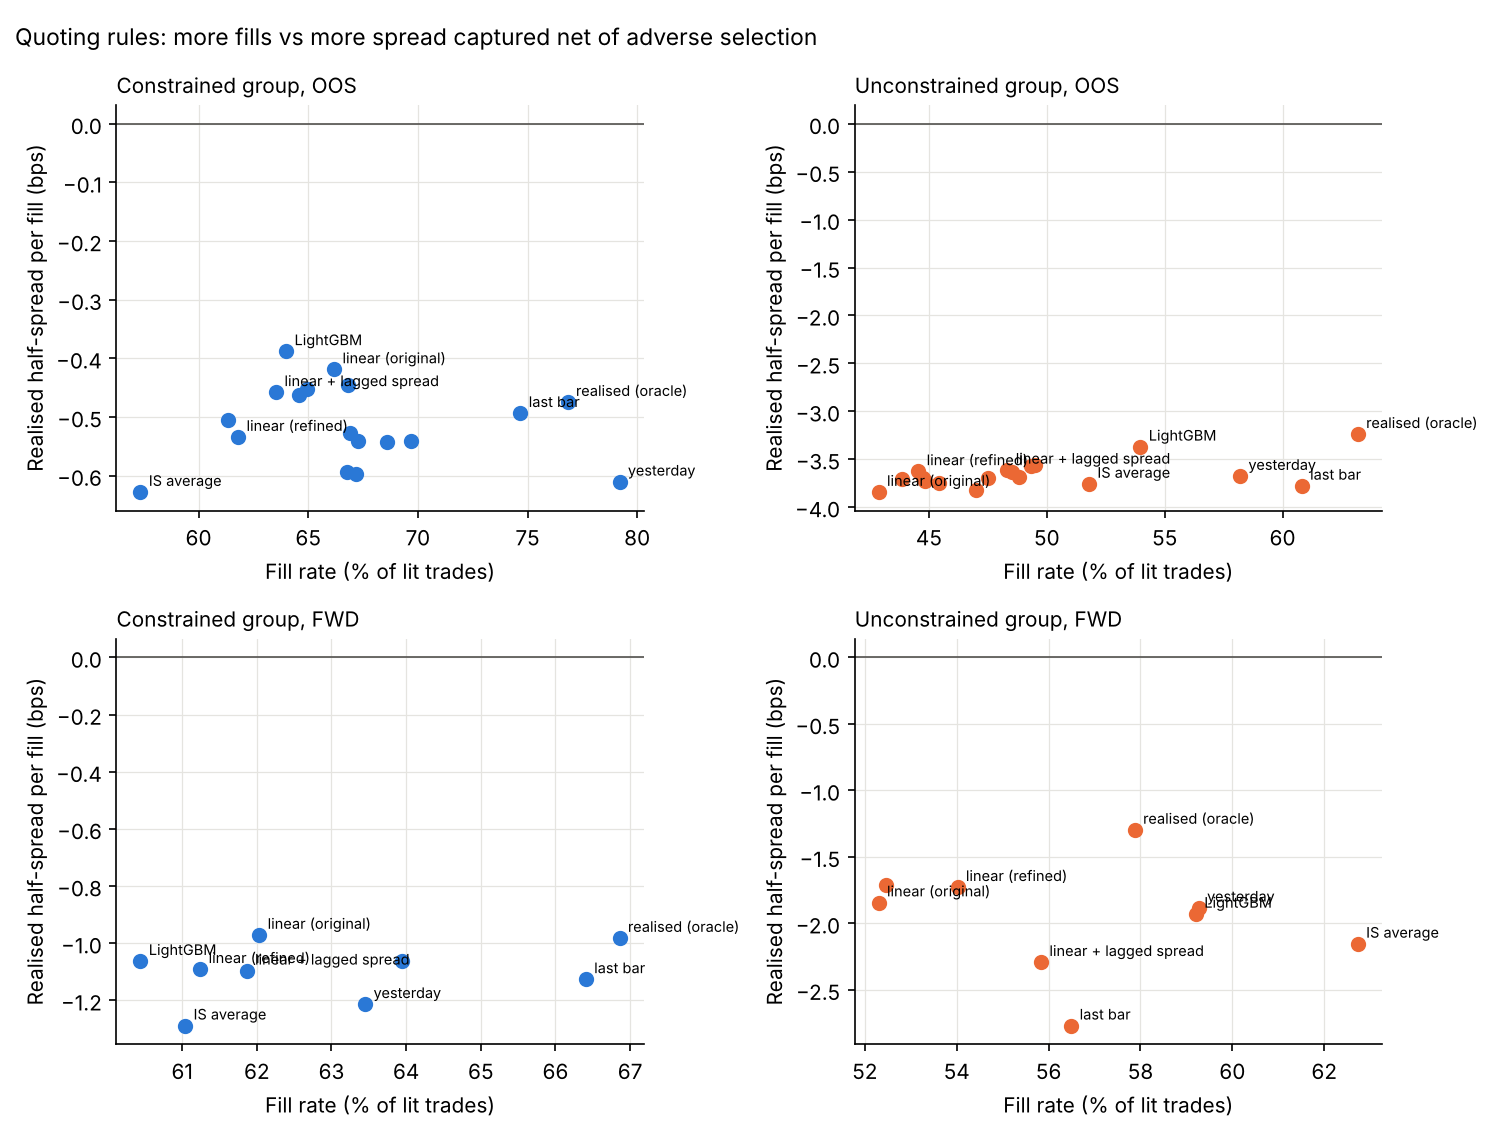 Quoting rules: more fills vs more spread captured net of adverse selection
Constrained group, OOS
Realised half-spread per fill (bps)
0.0
−0.1
−0.2
−0.3
−0.4
−0.5
−0.6
LightGBM
linear (original)
linear + lagged spread
realised (oracle)
last bar
linear (refined)
yesterday
IS average
60
65
70
75
80
Fill rate (% of lit trades)
Unconstrained group, OOS
Realised half-spread per fill (bps)
0.0
−0.5
−1.0
−1.5
−2.0
−2.5
−3.0
−3.5
−4.0
realised (oracle)
LightGBM
linear (refined)
linear + lagged spread
yesterday
IS average
last bar
linear (original)
45
50
55
60
Fill rate (% of lit trades)
Constrained group, FWD
Realised half-spread per fill (bps)
0.0
−0.2
−0.4
−0.6
−0.8
−1.0
−1.2
linear (original)
realised (oracle)
LightGBM
linear (refined)
linear + lagged spread
last bar
yesterday
IS average
61
62
63
64
65
66
67
Fill rate (% of lit trades)
Unconstrained group, FWD
Realised half-spread per fill (bps)
0.0
−0.5
−1.0
−1.5
−2.0
−2.5
realised (oracle)
linear (refined)
linear (original)
yesterday
LightGBM
IS average
linear + lagged spread
last bar
52
54
56
58
60
62
Fill rate (% of lit trades)